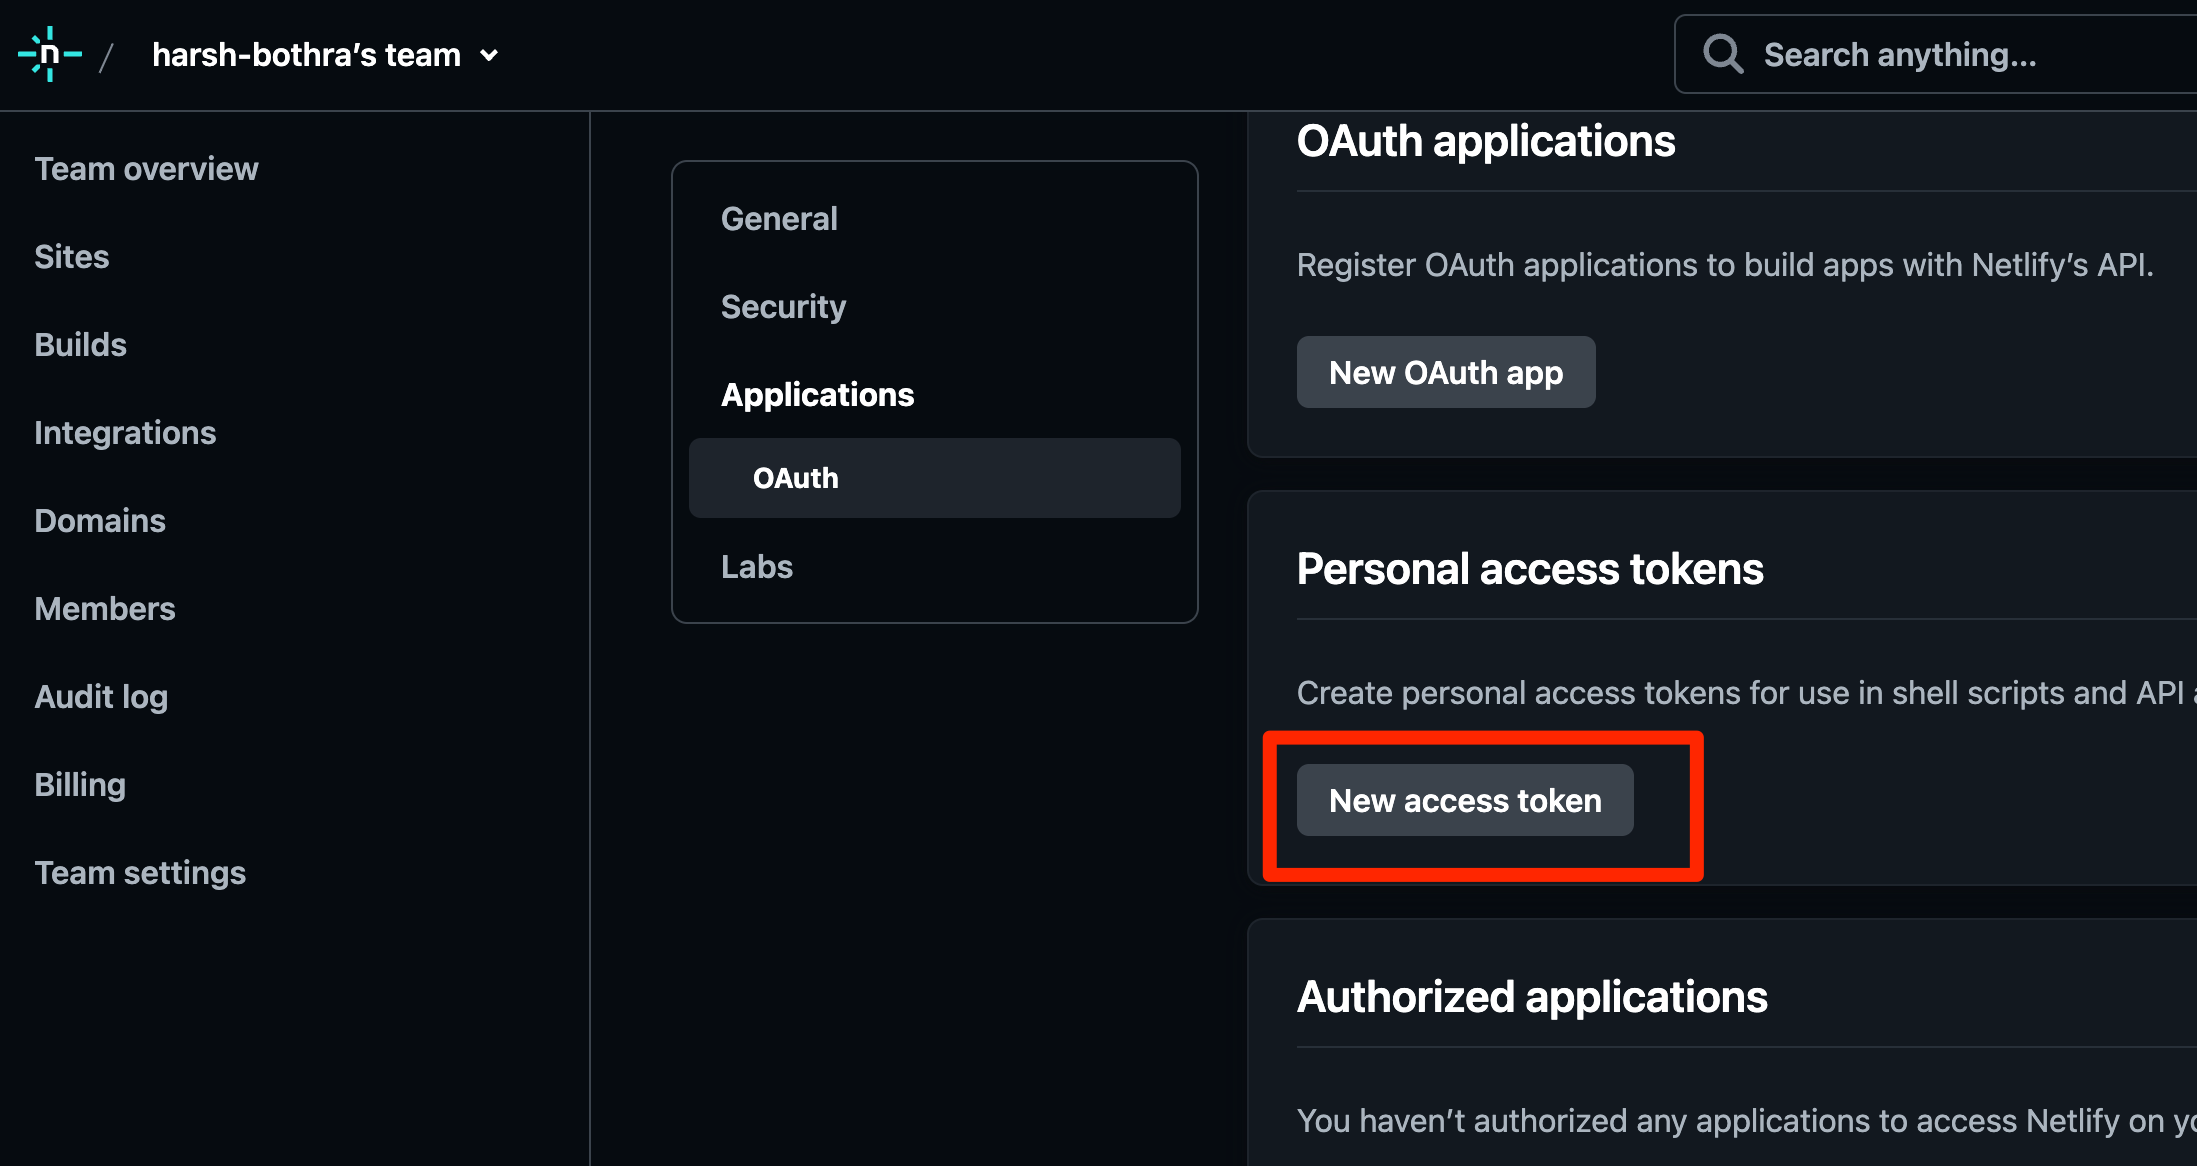 n / harsh-bothra's team
Search anything...
Team overview
Sites
Builds
Integrations
Domains
Members
Audit log
Billing
Team settings
General
Security
Applications
OAuth
Labs
OAuth applications
Register OAuth applications to build apps with Netlify's API.
New OAuth app
Personal access tokens
Create personal access tokens for use in shell scripts and API
New access token
Authorized applications
You haven't authorized any applications to access Netlify on